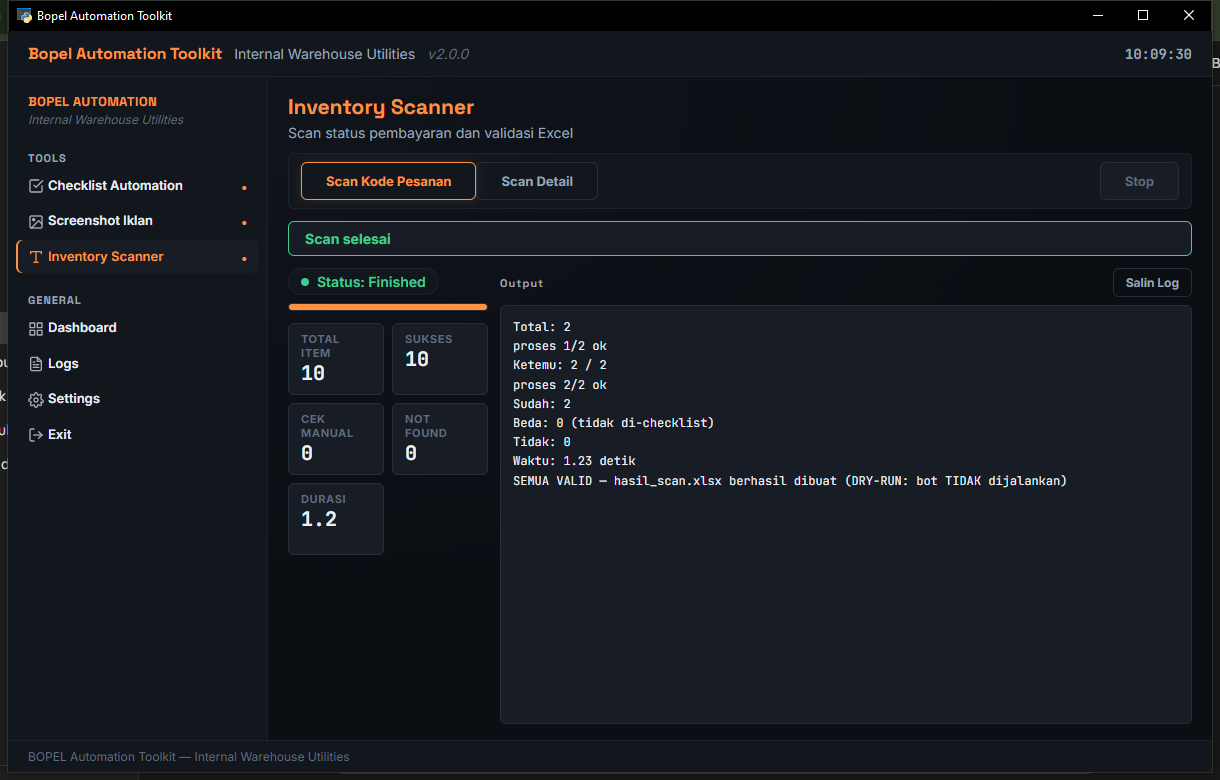 Bopel Automation Toolkit
Bopel Automation Toolkit Internal Warehouse Utilities v2.0.0 10:09:30
BOPEL AUTOMATION
Internal Warehouse Utilities
TOOLS
Checklist Automation
Screenshot Iklan
Inventory Scanner
GENERAL
Dashboard
Logs
Settings
Exit
Inventory Scanner
Scan status pembayaran dan validasi Excel
Scan Kode Pesanan Scan Detail Stop
Scan selesai
Status: Finished
TOTAL
ITEM
10
SUKSES
10
CEK
MANUAL
0
NOT
FOUND
0
DURASI
1.2
Output Salin Log
Total: 2
proses 1/2 ok
Ketemu: 2 / 2
proses 2/2 ok
Sudah: 2
Beda: 0 (tidak di-checklist)
Tidak: 0
Waktu: 1.23 detik
SEMUA VALID — hasil_scan.xlsx berhasil dibuat (DRY-RUN: bot TIDAK dijalankan)
BOPEL Automation Toolkit — Internal Warehouse Utilities